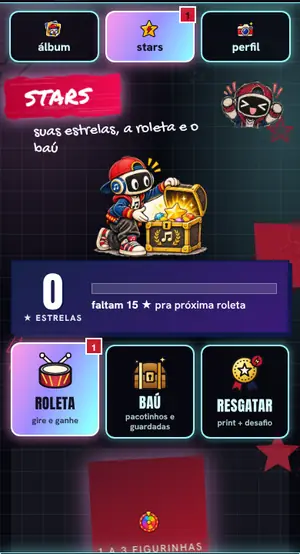 1
álbum
stars
perfil
STARS
suas estrelas, a roleta e o
baú
0
★ ESTRELAS
faltam 15 ★ pra próxima roleta
1
ROLETA
gire e ganhe
BAÚ
pacotinhos e
guardadas
RESGATAR
print + desafio
1 A 3 FIGURINHAS